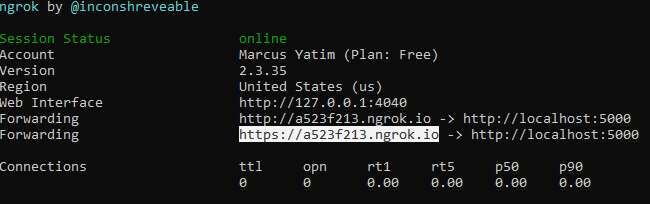 ngrok by @inconshreveable
Session Status online
Account Marcus Yatim (Plan: Free)
Version 2.3.35
Region United States (us)
Web Interface http://127.0.0.1:4040
Forwarding http://a523f213.ngrok.io -> http://localhost:5000
Forwarding https://a523f213.ngrok.io -> http://localhost:5000
Connections ttl opn rt1 rt5 p50 p90
0 0 0.00 0.00 0.00 0.00